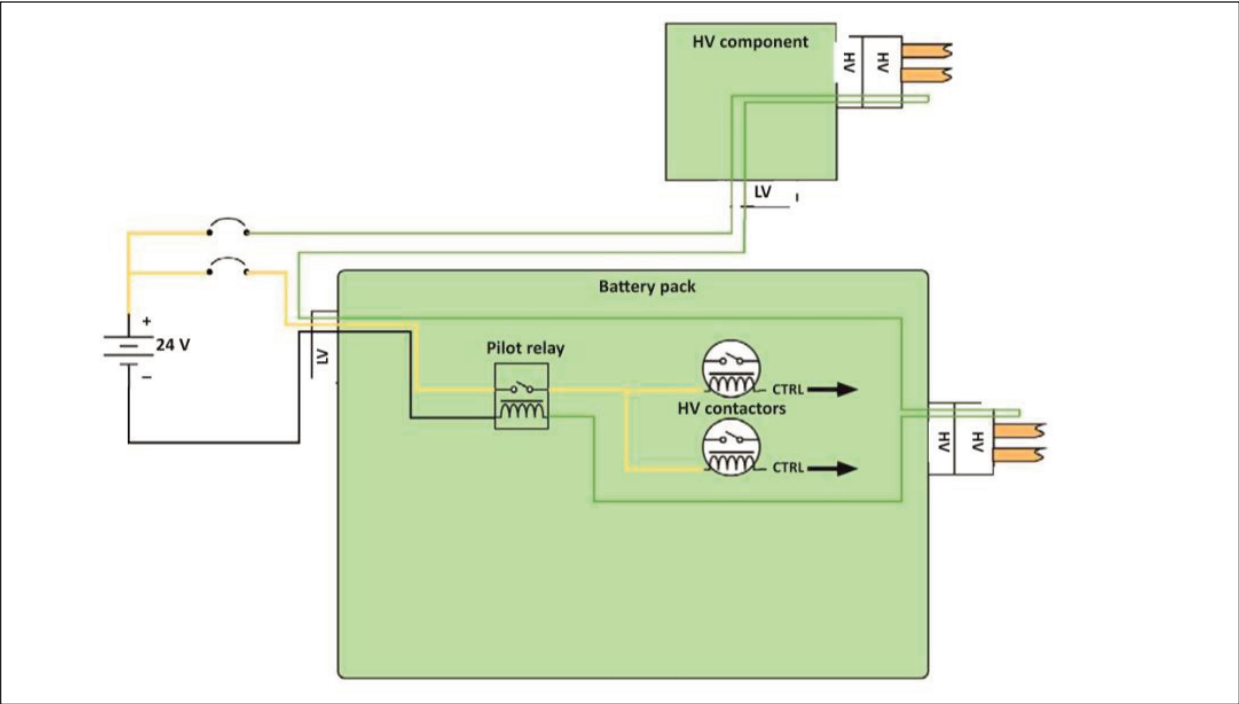 HV component
HV
HV
LV
Battery pack
+
24 V
−
LV
Pilot relay
CTRL
HV contactors
CTRL
HV
HV